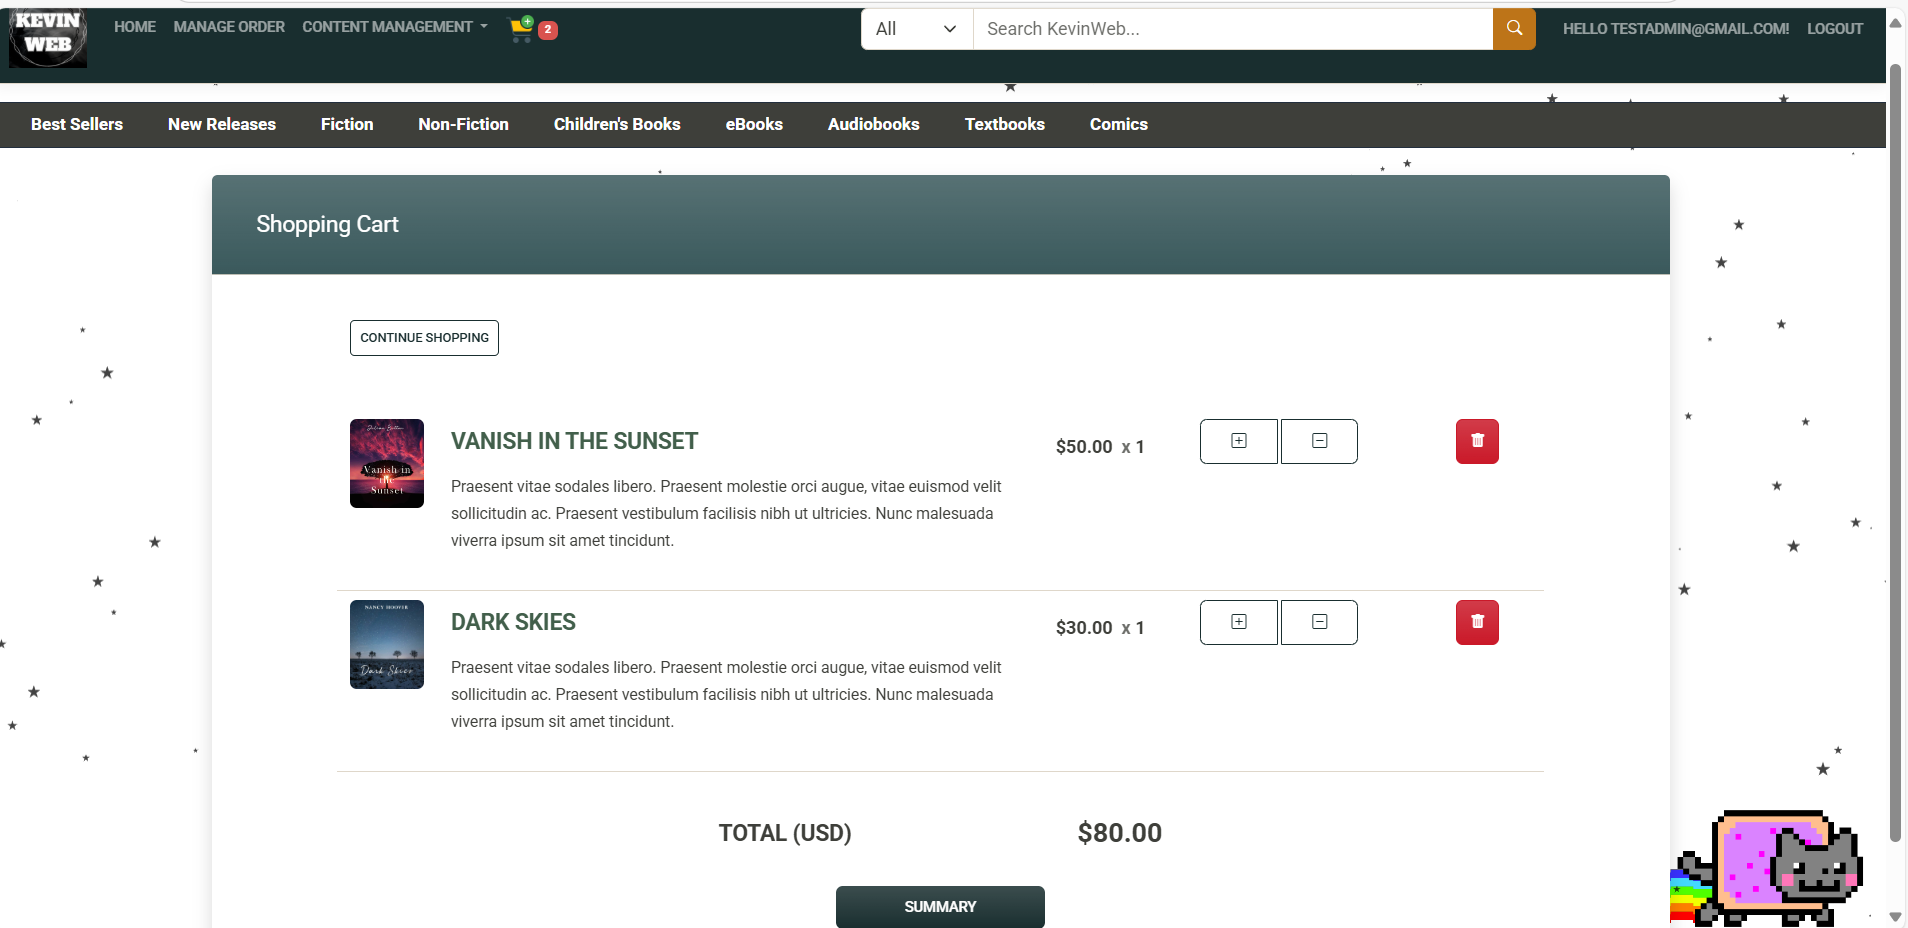 KEVIN
WEB
HOME MANAGE ORDER CONTENT MANAGEMENT 2
All Search KevinWeb... HELLO TESTADMIN@GMAIL.COM! LOGOUT
Best Sellers New Releases Fiction Non-Fiction Children's Books eBooks Audiobooks Textbooks Comics
Shopping Cart
CONTINUE SHOPPING
Vanish in
the
Sunset
VANISH IN THE SUNSET
$50.00 x 1
Praesent vitae sodales libero. Praesent molestie orci augue, vitae euismod velit
sollicitudin ac. Praesent vestibulum facilisis nibh ut ultricies. Nunc malesuada
viverra ipsum sit amet tincidunt.
NANCY HOOVER
Dark Skies
DARK SKIES
$30.00 x 1
Praesent vitae sodales libero. Praesent molestie orci augue, vitae euismod velit
sollicitudin ac. Praesent vestibulum facilisis nibh ut ultricies. Nunc malesuada
viverra ipsum sit amet tincidunt.
TOTAL (USD) $80.00
SUMMARY